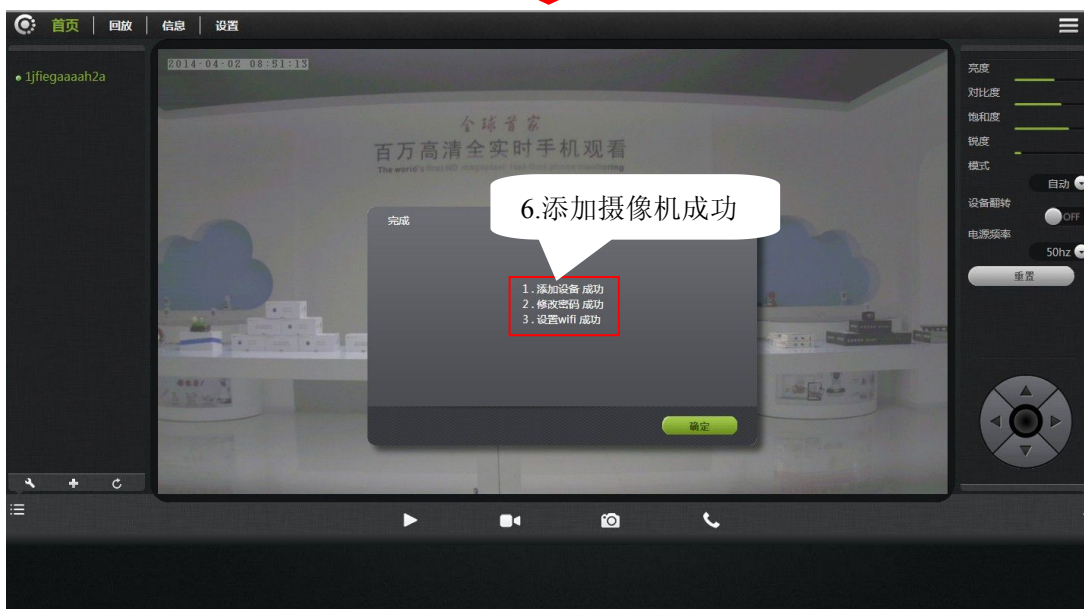 首页 回放 信息 设置
1jfiegaaaah2a
2014-04-02 08:51:13
全球首家
百万高清全实时手机观看
6.添加摄像机成功
完成
1.添加设备 成功
2.修改密码 成功
3.设置wifi 成功
确定
亮度
对比度
饱和度
锐度
模式
自动
设备翻转
OFF
电源频率
50hz
重置